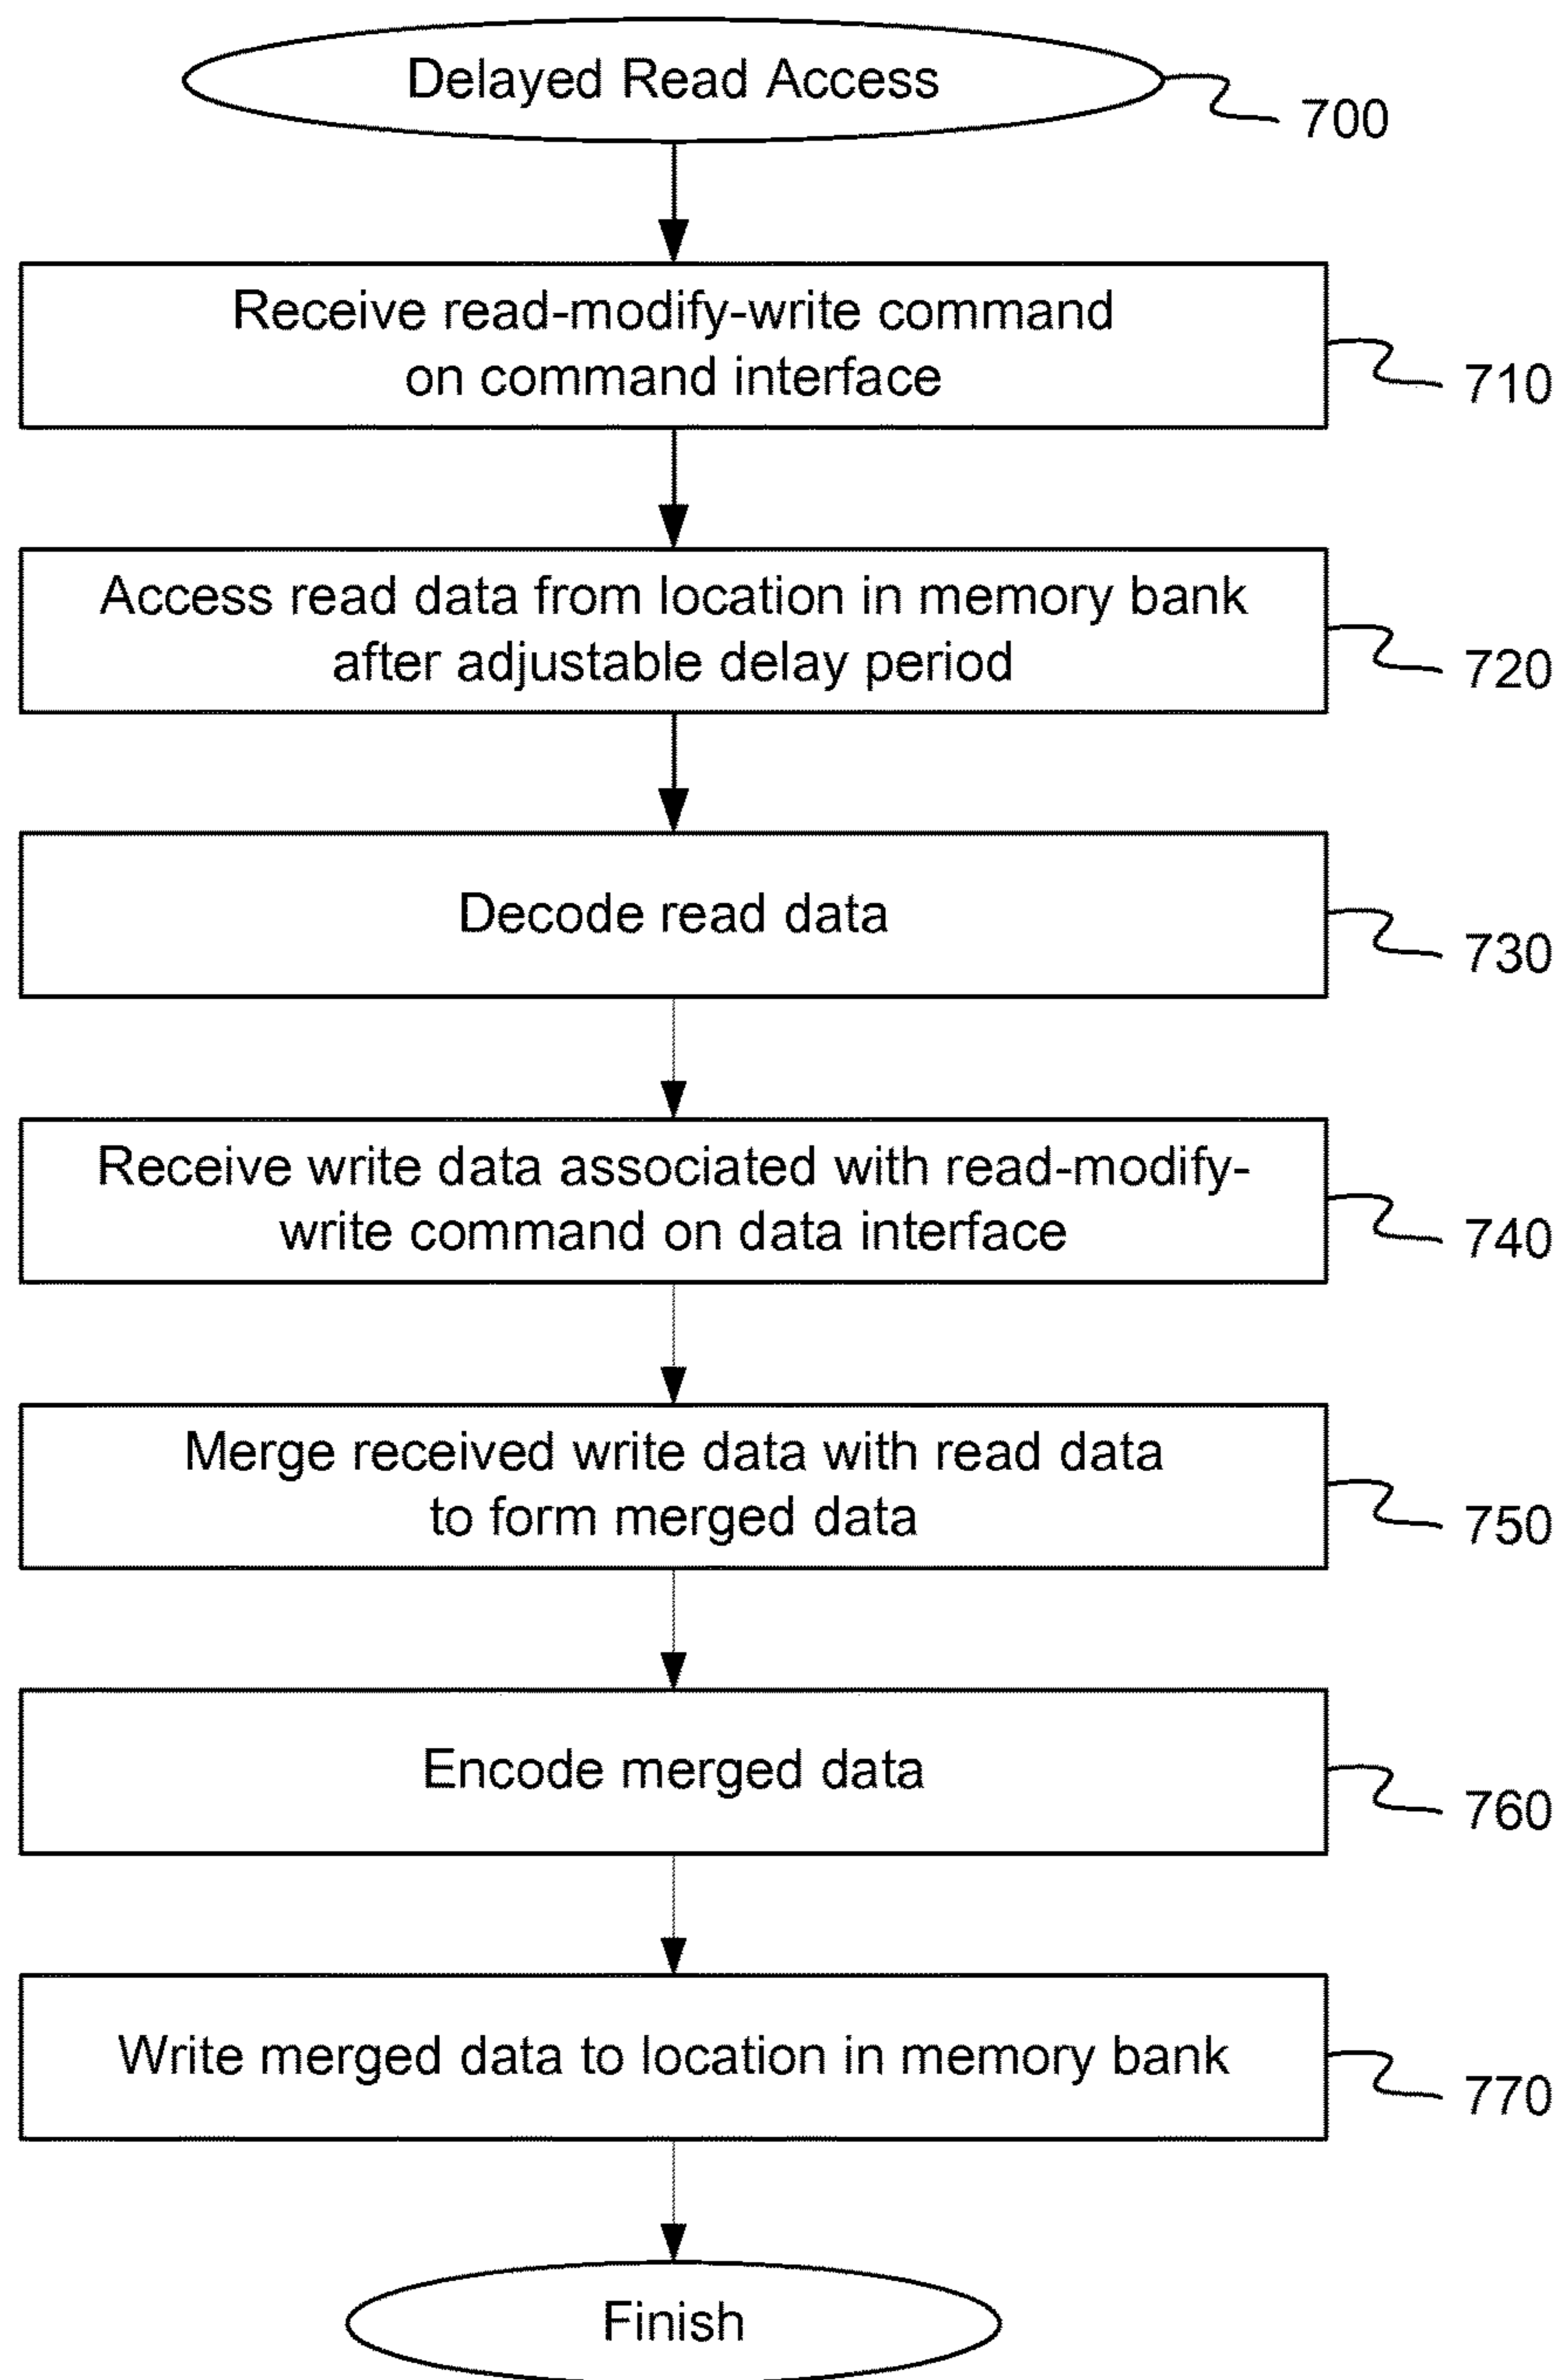 Delayed Read Access
700
Receive read-modify-write command
on command interface
710
Access read data from location in memory bank
after adjustable delay period
720
Decode read data
730
Receive write data associated with read-modify-
write command on data interface
740
Merge received write data with read data
to form merged data
750
Encode merged data
760
Write merged data to location in memory bank
770
Finish